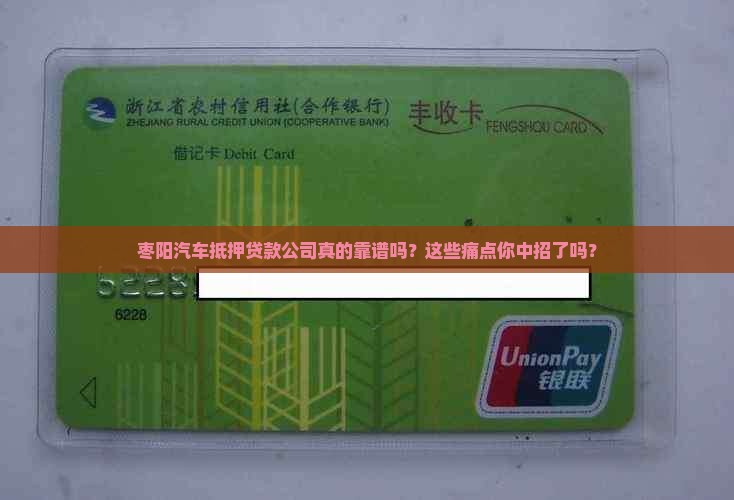 浙江省农村信用社(合作银行)
ZHEJIANG RURAL CREDIT UNION (COOPERATIVE BANK)
丰收卡
FENGSHOU CARD
借记卡 Debit Card
枣阳汽车抵押贷款公司真的靠谱吗？这些痛点你中招了吗？
6228
6228
UnionPay
银联